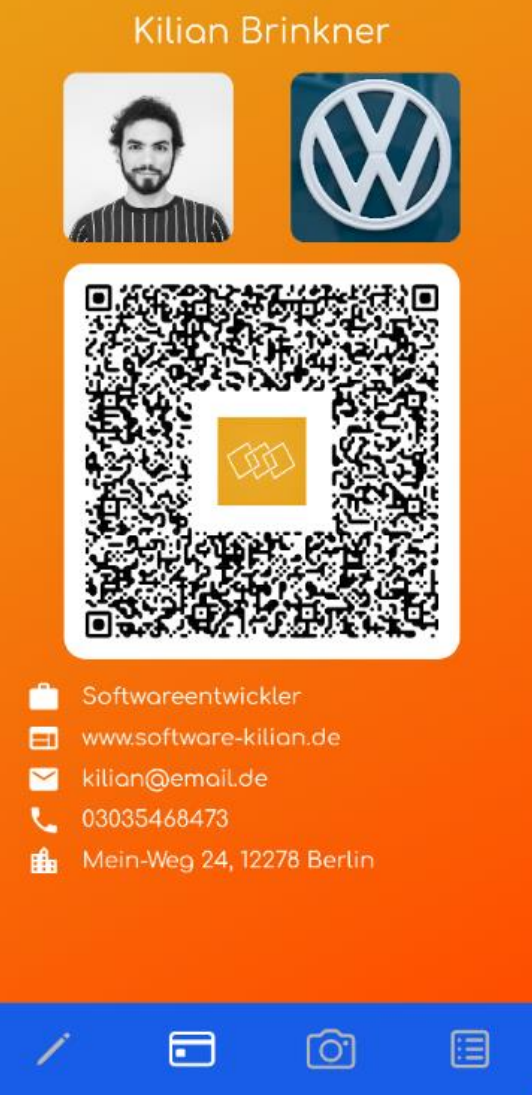 Kilian Brinkner
Softwareentwickler
www.software-kilian.de
kilian@email.de
03035468473
Mein-Weg 24, 12278 Berlin